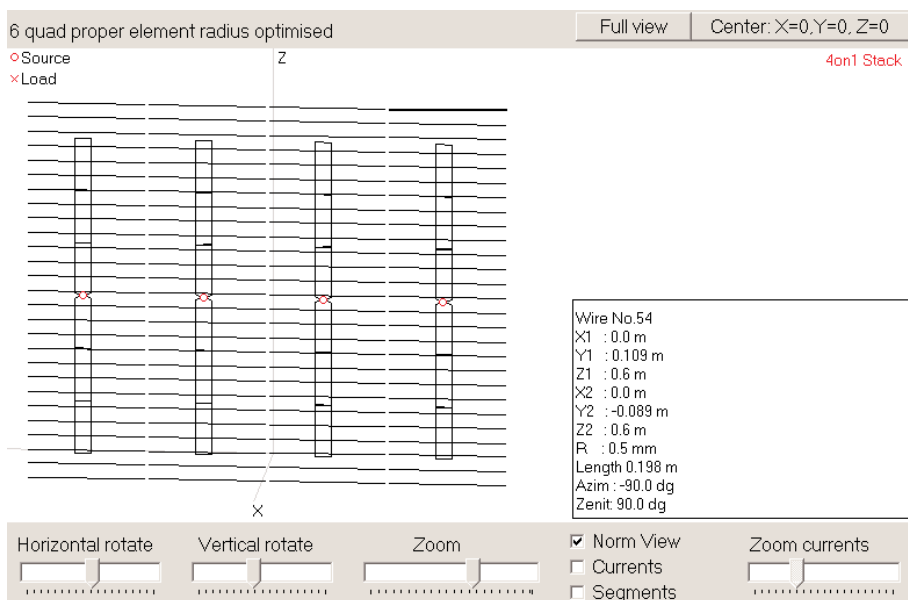 6 quad proper element radius optimised
Full view
Center: X=0,Y=0, Z=0
Source
Load
Z
4on1 Stack
Wire No.54
X1 : 0.0 m
Y1 : 0.109 m
Z1 : 0.6 m
X2 : 0.0 m
Y2 : -0.089 m
Z2 : 0.6 m
R : 0.5 mm
Length 0.198 m
Azim : -90.0 dg
Zenit: 90.0 dg
X
Horizontal rotate
Vertical rotate
Zoom
Norm View
Currents
Segments
Zoom currents